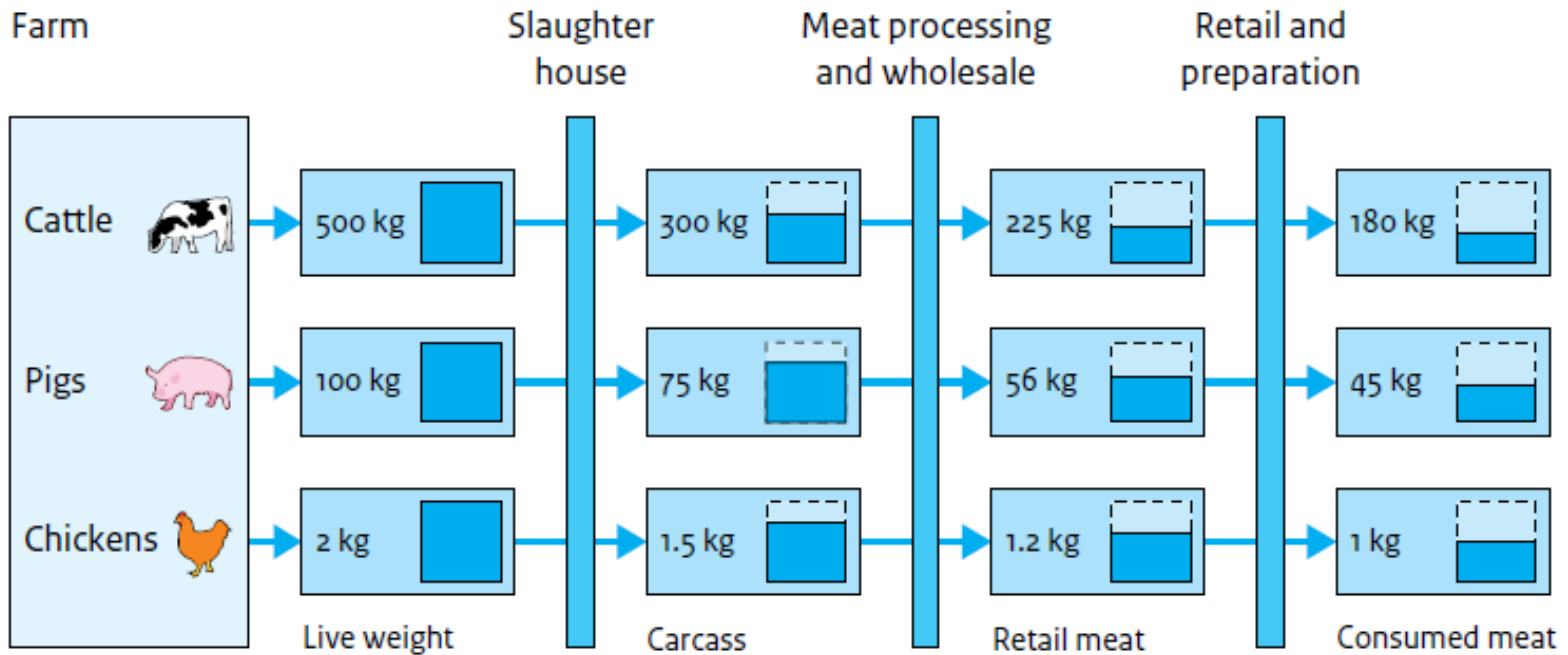 Farm
Slaughter
house
Meat processing
and wholesale
Retail and
preparation
Cattle
500 kg
300 kg
225 kg
180 kg
Pigs
100 kg
75 kg
56 kg
45 kg
Chickens
2 kg
1.5 kg
1.2 kg
1 kg
Live weight
Carcass
Retail meat
Consumed meat